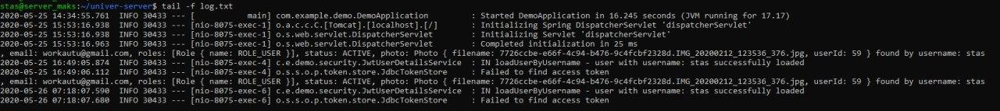 stas@server_maks:~/univer-server$ tail -f log.txt
2020-05-25 14:34:55.761  INFO 30433 --- [           main] com.example.demo.DemoApplication         : Started DemoApplication in 16.245 seconds (JVM running for 17.17)
2020-05-25 15:53:16.938  INFO 30433 --- [nio-8075-exec-1] o.a.c.c.C.[Tomcat].[localhost].[/]       : Initializing Spring DispatcherServlet 'dispatcherServlet'
2020-05-25 15:53:16.938  INFO 30433 --- [nio-8075-exec-1] o.s.web.servlet.DispatcherServlet        : Initializing Servlet 'dispatcherServlet'
2020-05-25 15:53:16.963  INFO 30433 --- [nio-8075-exec-1] o.s.web.servlet.DispatcherServlet        : Completed initialization in 25 ms
, email: workautu@gmail.com, roles: [Role { name: ROLE_USER }], status: ACTIVE, photo: Photo { filename: 7726ccbe-e66f-4c94-b476-9c4fcbf2328d.IMG_20200212_123536_376.jpg, userId: 59 } found by username: stas
2020-05-25 16:49:05.874  INFO 30433 --- [nio-8075-exec-4] c.e.demo.security.JwtUserDetailsService  : IN loadUserByUsername - user with username: stas successfully loaded
2020-05-25 16:49:06.112  INFO 30433 --- [nio-8075-exec-4] o.s.s.o.p.token.store.JdbcTokenStore     : Failed to find access token
, email: workautu@gmail.com, roles: [Role { name: ROLE_USER }], status: ACTIVE, photo: Photo { filename: 7726ccbe-e66f-4c94-b476-9c4fcbf2328d.IMG_20200212_123536_376.jpg, userId: 59 } found by username: stas
2020-05-26 07:18:07.590  INFO 30433 --- [nio-8075-exec-6] c.e.demo.security.JwtUserDetailsService  : IN loadUserByUsername - user with username: stas successfully loaded
2020-05-26 07:18:07.680  INFO 30433 --- [nio-8075-exec-6] o.s.s.o.p.token.store.JdbcTokenStore     : Failed to find access token